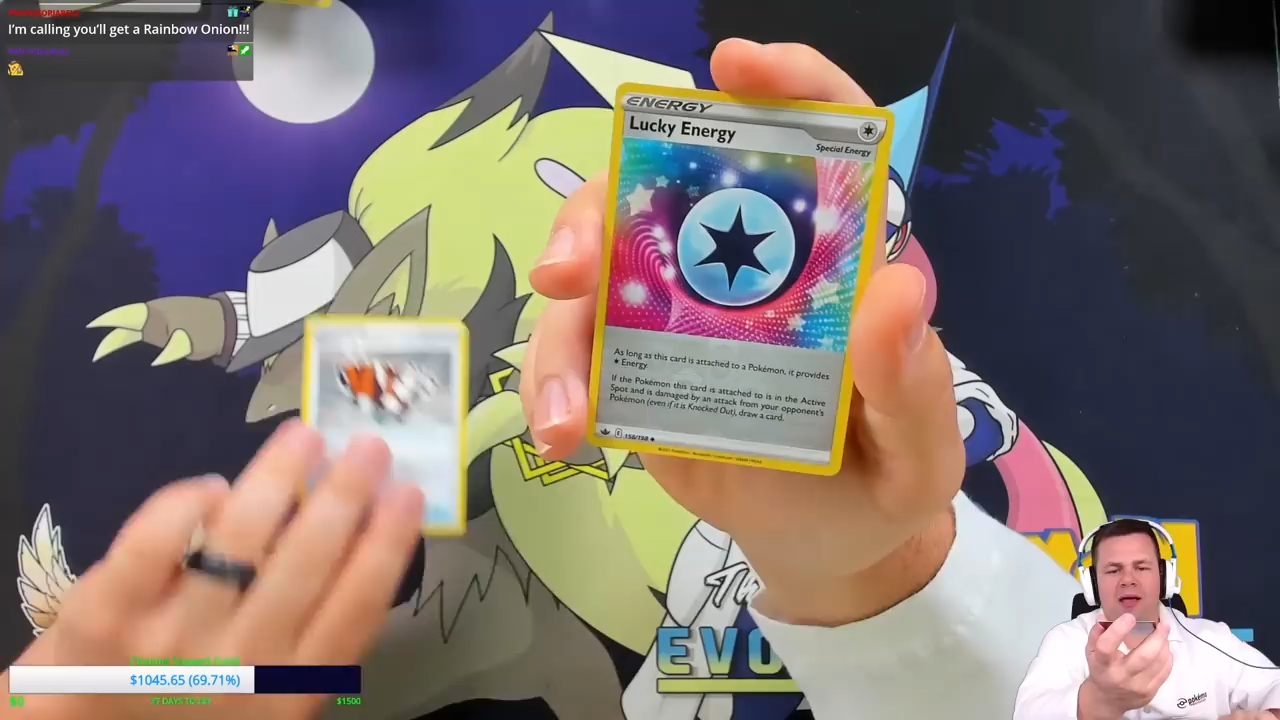 I'm calling you'll get a Rainbow Onion!!!
ENERGY
Lucky Energy
Special Energy
As long as this card is attached to a Pokémon, it provides
Energy.
If the Pokémon this card is attached to is in the Active
Spot and is damaged by an attack from your opponent's
Pokémon (even if it is Knocked Out), draw a card.
E 158/198
EVO
$1045.65 (69.71%)
$0
$1500